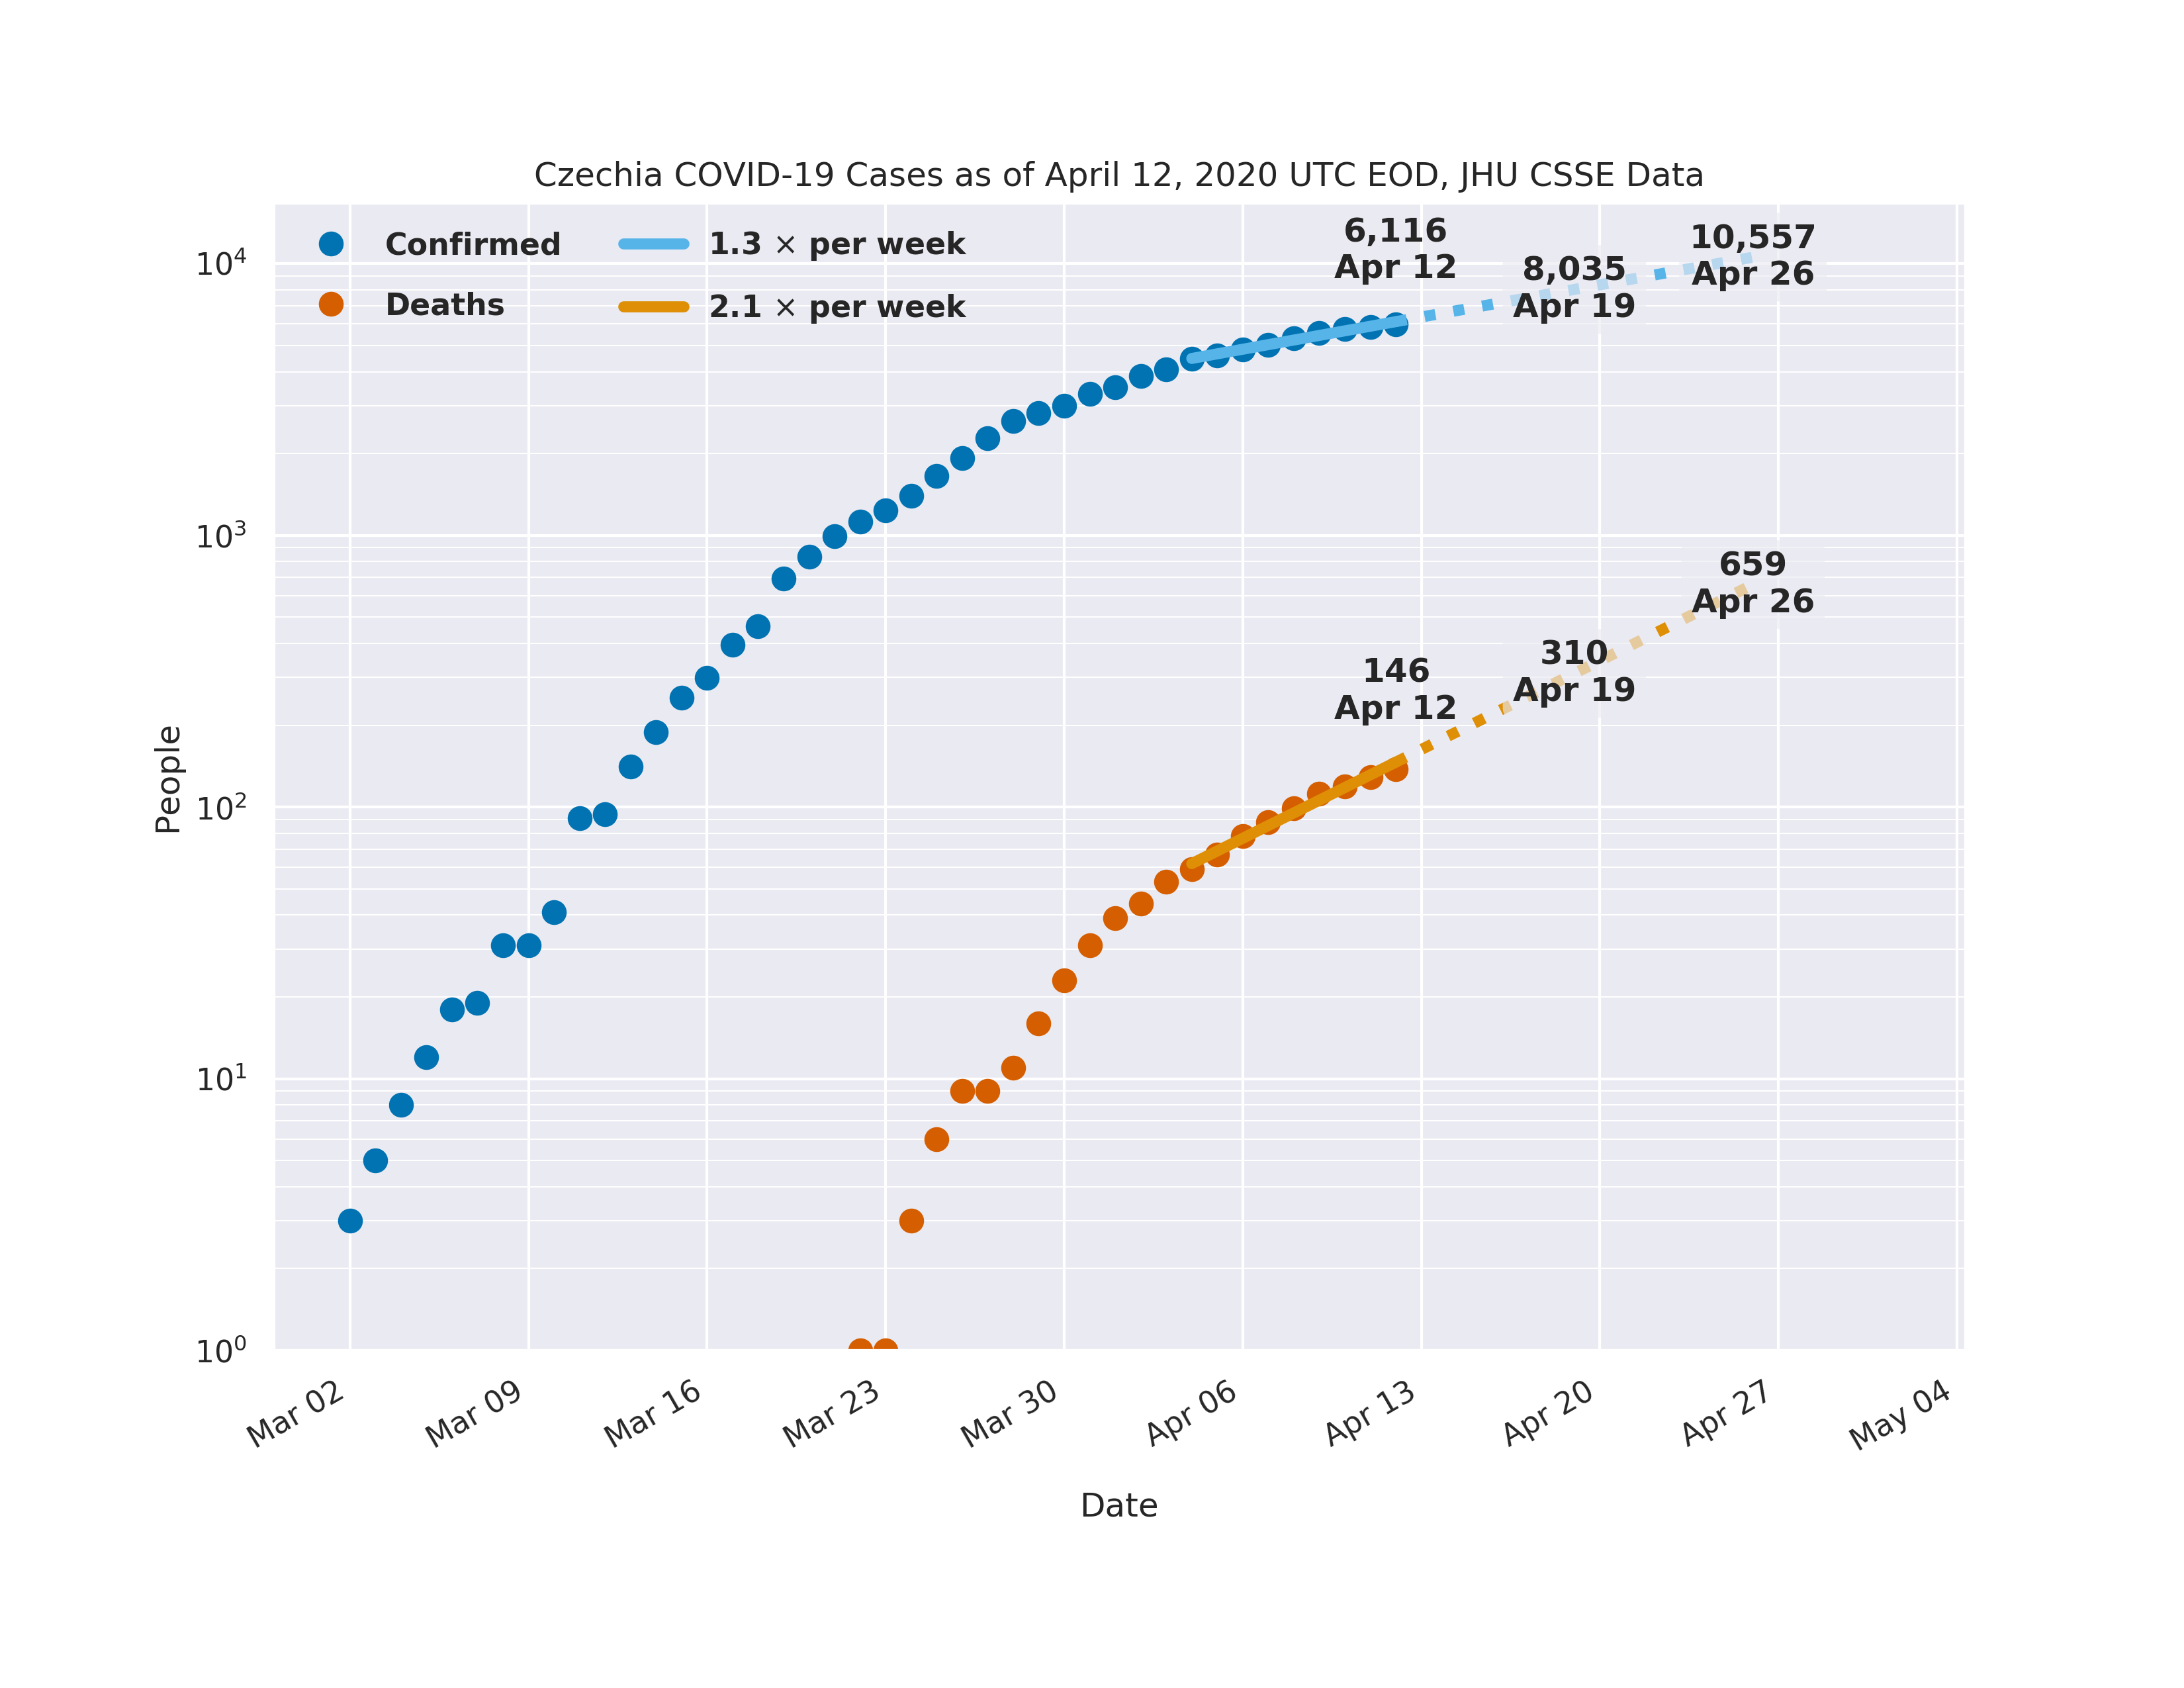 Czechia COVID-19 Cases as of April 12, 2020 UTC EOD, JHU CSSE Data
Confirmed
Deaths
1.3 × per week
2.1 × per week
6,116
Apr 12
8,035
Apr 19
10,557
Apr 26
659
Apr 26
310
Apr 19
146
Apr 12
People
10⁴
10³
10²
10¹
10⁰
Mar 02
Mar 09
Mar 16
Mar 23
Mar 30
Apr 06
Apr 13
Apr 20
Apr 27
May 04
Date